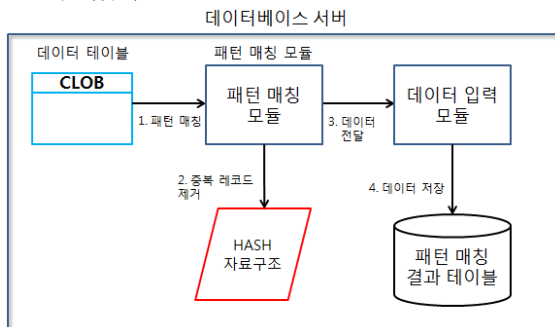 데이터베이스 서버
데이터 테이블
패턴 매칭 모듈
CLOB
패턴 매칭
모듈
데이터 입력
모듈
1. 패턴 매칭
3. 데이터
전달
2. 중복 레코드
제거
4. 데이터 저장
HASH
자료구조
패턴 매칭
결과 테이블